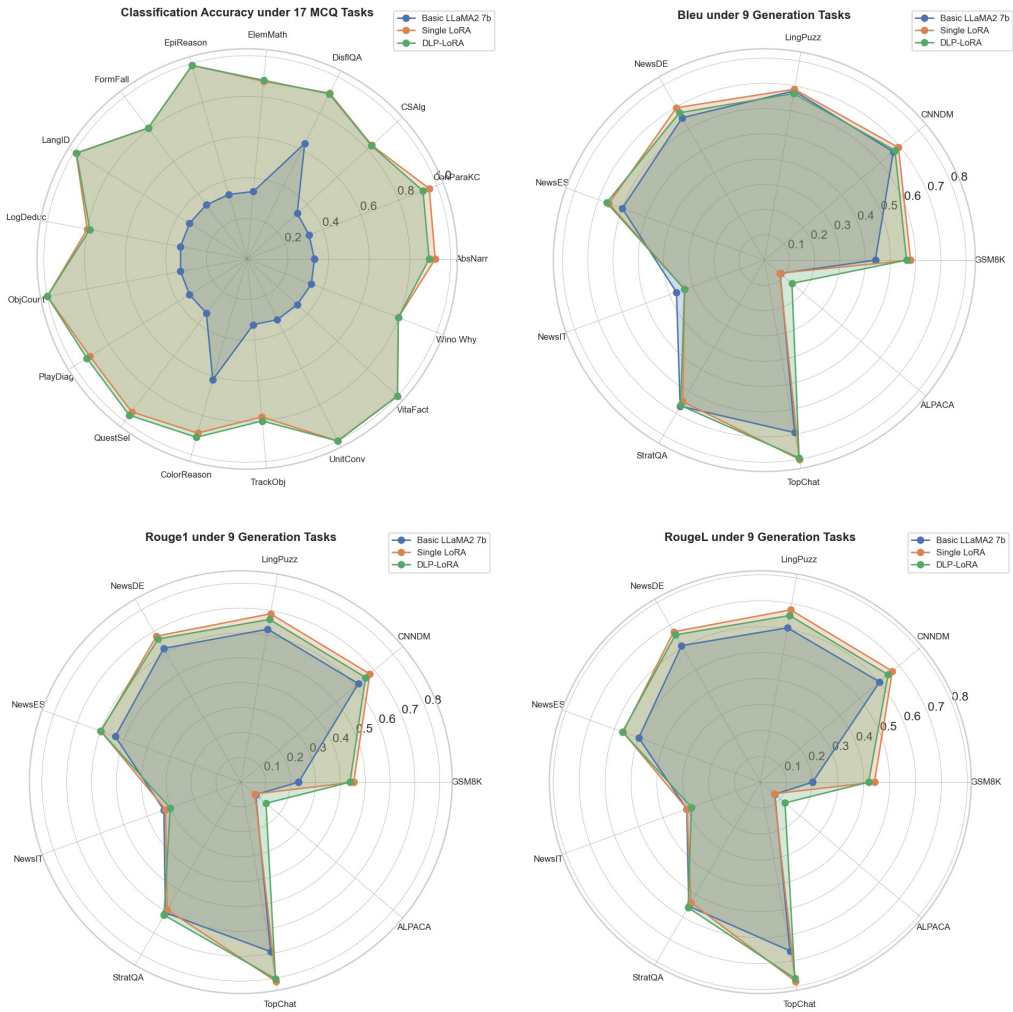 Classification Accuracy under 17 MCQ Tasks
Basic LLaMA2 7b
Single LoRA
DLP-LoRA
ElemMath
EpiReason
DisflQA
FormFall
CSAlg
LangID
ConParaKC
1.0
0.8
0.6
0.4
0.2
LogDeduc
AbsNarr
ObjCount
Wino Why
PlayDiag
VitaFact
QuestSel
UnitConv
ColorReason
TrackObj
Bleu under 9 Generation Tasks
Basic LLaMA2 7b
Single LoRA
DLP-LoRA
LingPuzz
NewsDE
CNNDM
NewsES
0.8
0.7
0.6
0.5
0.4
0.3
0.2
0.1
GSM8K
NewsIT
ALPACA
StratQA
TopChat
Rouge1 under 9 Generation Tasks
Basic LLaMA2 7b
Single LoRA
DLP-LoRA
LingPuzz
NewsDE
CNNDM
NewsES
0.8
0.7
0.6
0.5
0.4
0.3
0.2
0.1
GSM8K
NewsIT
ALPACA
StratQA
TopChat
RougeL under 9 Generation Tasks
Basic LLaMA2 7b
Single LoRA
DLP-LoRA
LingPuzz
NewsDE
CNNDM
NewsES
0.8
0.7
0.6
0.5
0.4
0.3
0.2
0.1
GSM8K
NewsIT
ALPACA
StratQA
TopChat